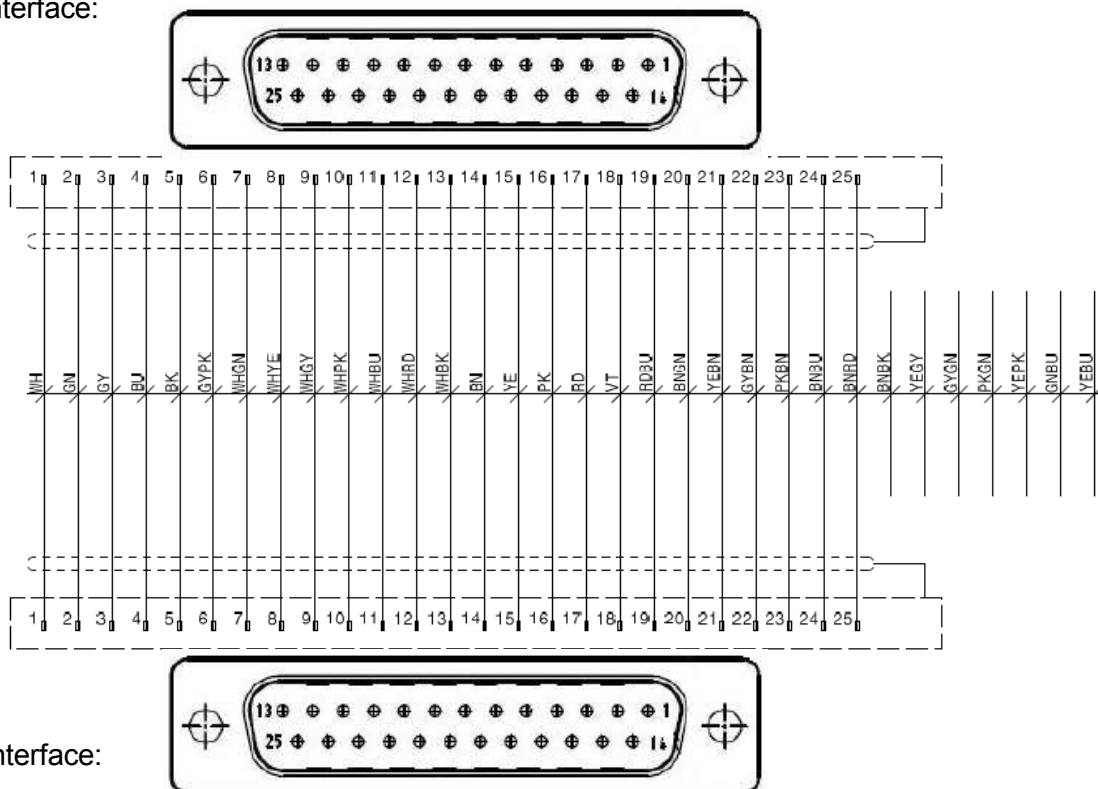 nterface:
13 1
25 14
1 2 3 4 5 6 7 8 9 10 11 12 13 14 15 16 17 18 19 20 21 22 23 24 25
WH GN GY BU BK GYPK WHGN WHYE WHGY WHPK WHBU WHRD WHBK BN YE PK RD VT RDBU BNGN YEBN GYBN PKBN BNBU BNRD BNBK YEGY GYGN PKGN YEPK GNBU YEBU
1 2 3 4 5 6 7 8 9 10 11 12 13 14 15 16 17 18 19 20 21 22 23 24 25
13 1
25 14
nterface: